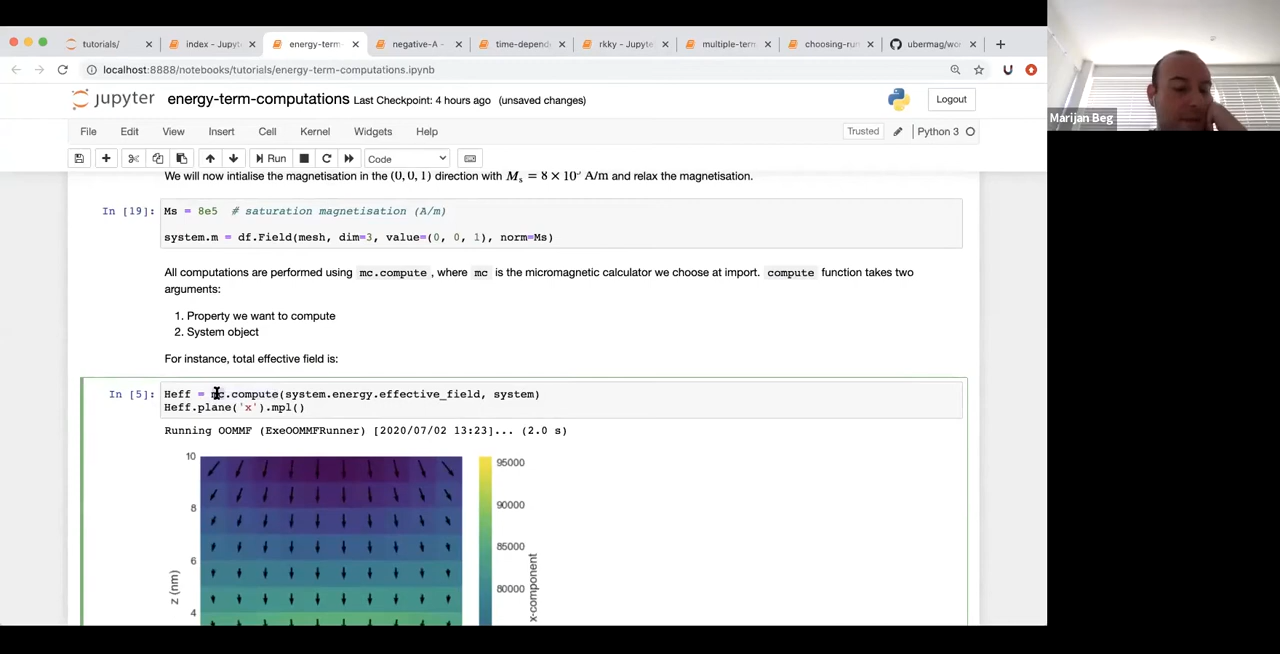 tutorials/
index - Jupyt
energy-term-
negative-A -
time-depend
rkky - Jupyte
multiple-term
choosing-run
ubermag/wor
localhost:8888/notebooks/tutorials/energy-term-computations.ipynb
jupyter energy-term-computations Last Checkpoint: 4 hours ago (unsaved changes)
Logout
File Edit View Insert Cell Kernel Widgets Help
Trusted
Python 3
Run
Code
We will now intialise the magnetisation in the (0, 0, 1) direction with Ms = 8 × 10 A/m and relax the magnetisation.
In [19]: Ms = 8e5 # saturation magnetisation (A/m)
system.m = df.Field(mesh, dim=3, value=(0, 0, 1), norm=Ms)
All computations are performed using mc.compute, where mc is the micromagnetic calculator we choose at import. compute function takes two
arguments:
1. Property we want to compute
2. System object
For instance, total effective field is:
In [5]: Heff = mc.compute(system.energy.effective_field, system)
Heff.plane('x').mpl()
Running OOMMF (ExeOOMMFRunner) [2020/07/02 13:23]... (2.0 s)
10
8
6
4
z (nm)
95000
90000
85000
80000
x-component
Marijan Beg